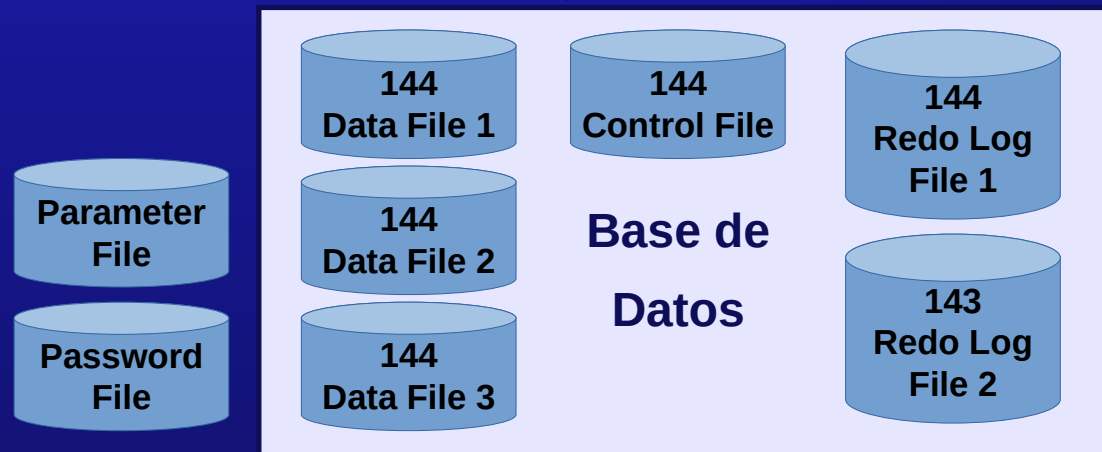 Parameter
File
Password
File
144
Data File 1
144
Data File 2
144
Data File 3
144
Control File
Base de
Datos
144
Redo Log
File 1
143
Redo Log
File 2